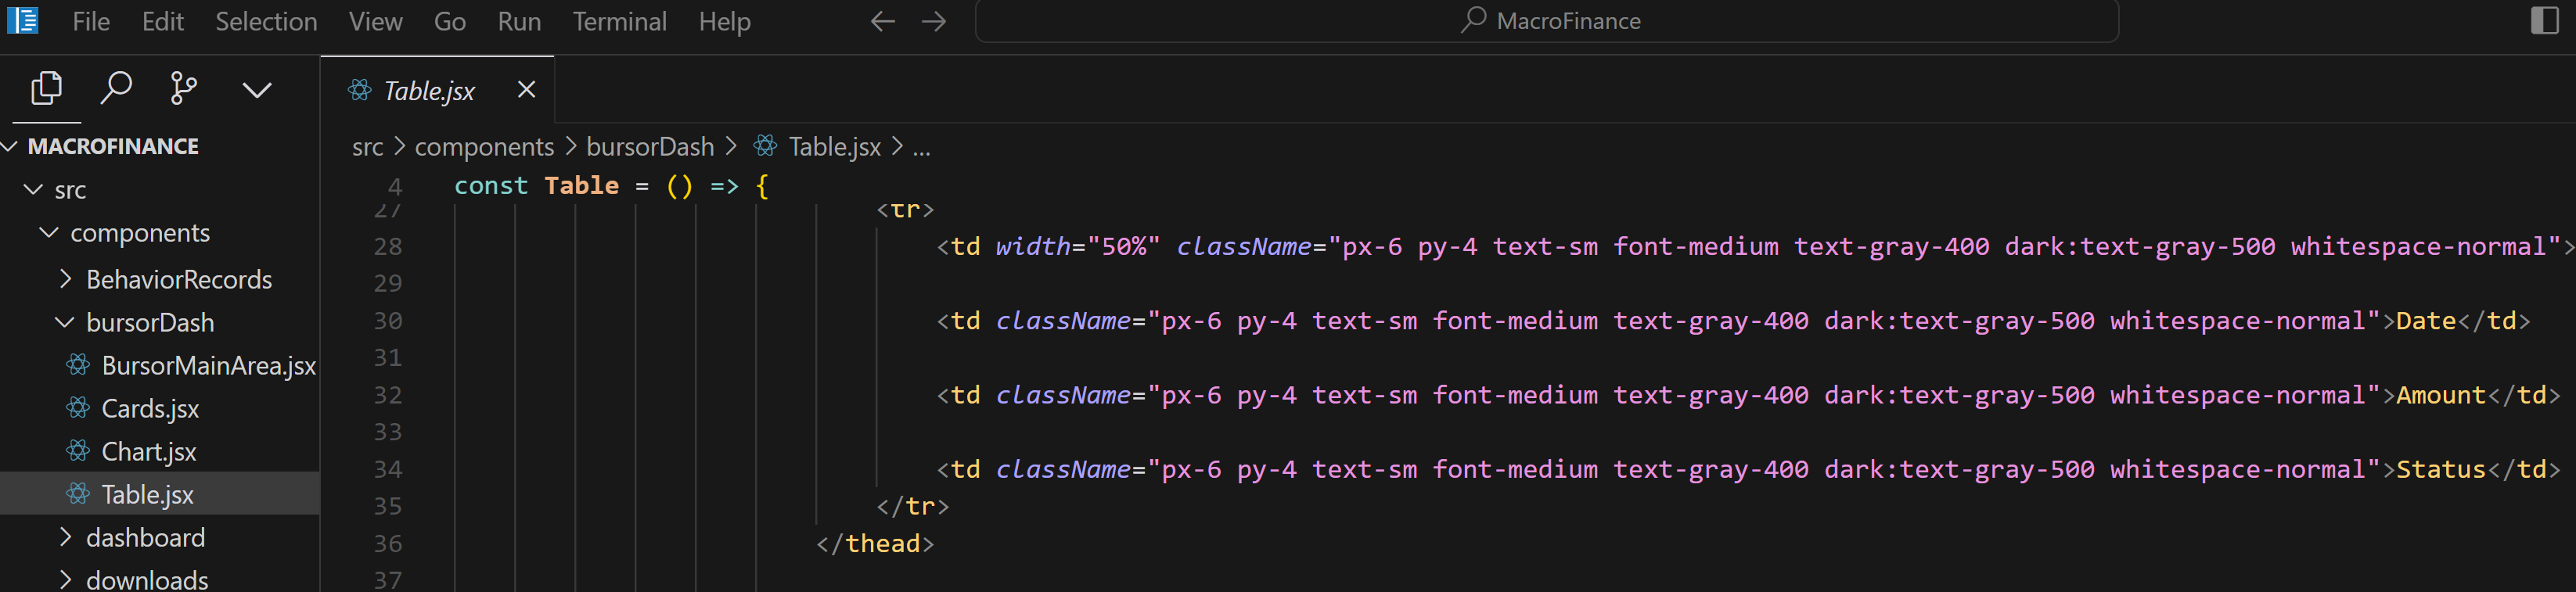 File Edit Selection View Go Run Terminal Help MacroFinance
Table.jsx
MACROFINANCE
src
components
BehaviorRecords
bursorDash
BursorMainArea.jsx
Cards.jsx
Chart.jsx
Table.jsx
dashboard
downloads
src > components > bursorDash > Table.jsx > ...
4 const Table = () => {
27 <tr>
28 <td width="50%" className="px-6 py-4 text-sm font-medium text-gray-400 dark:text-gray-500 whitespace-normal">
29
30 <td className="px-6 py-4 text-sm font-medium text-gray-400 dark:text-gray-500 whitespace-normal">Date</td>
31
32 <td className="px-6 py-4 text-sm font-medium text-gray-400 dark:text-gray-500 whitespace-normal">Amount</td>
33
34 <td className="px-6 py-4 text-sm font-medium text-gray-400 dark:text-gray-500 whitespace-normal">Status</td>
35 </tr>
36 </thead>
37